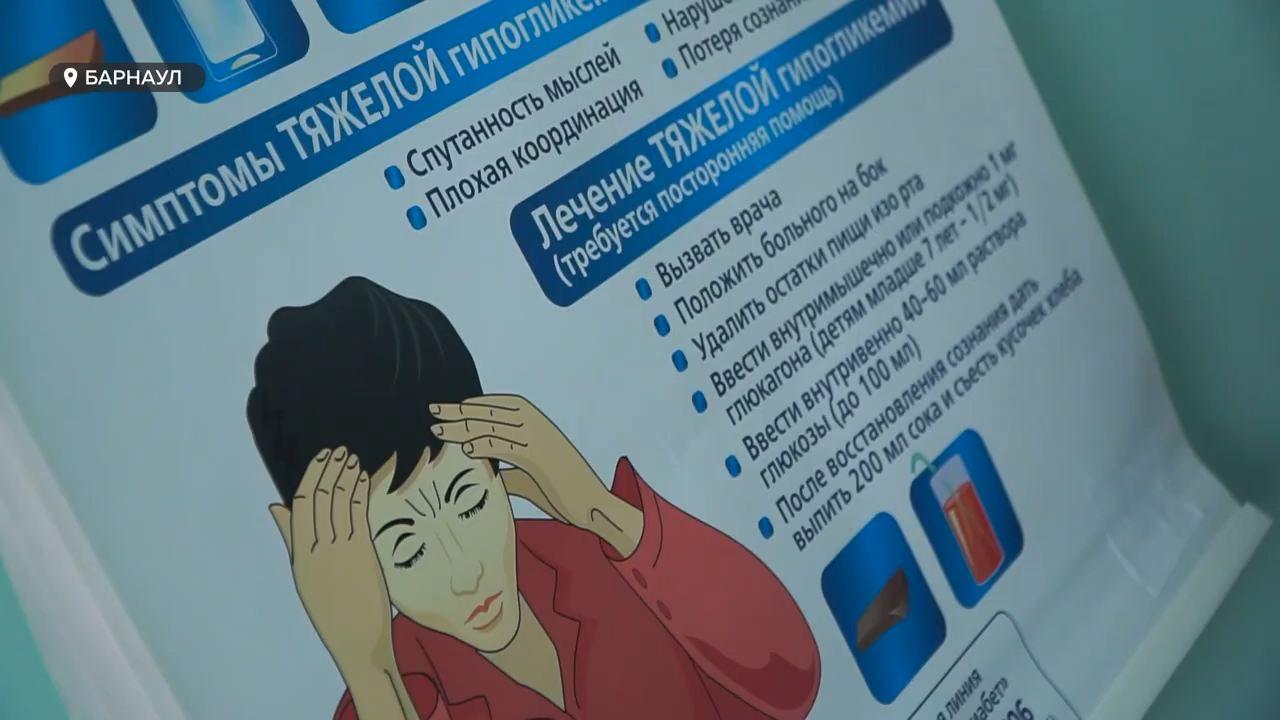 БАРНАУЛ
Симптомы ТЯЖЕЛОЙ
Спутанность мыслей
Плохая координация
Потеря
Лечение ТЯЖЕЛОЙ гипогликемии
(требуется посторонняя помощь)
Вызвать врача
Положить больного на бок
Удалить остатки пищи изо рта
Ввести внутримышечно или подкожно 1 мг
глюкагона (детям младше 7 лет – 1/2 мг)
Ввести внутривенно 40–60 мл раствора
глюкозы (до 100 мл)
После восстановления сознания дать
выпить 200 мл сока и съесть кусочек хлеба
линия